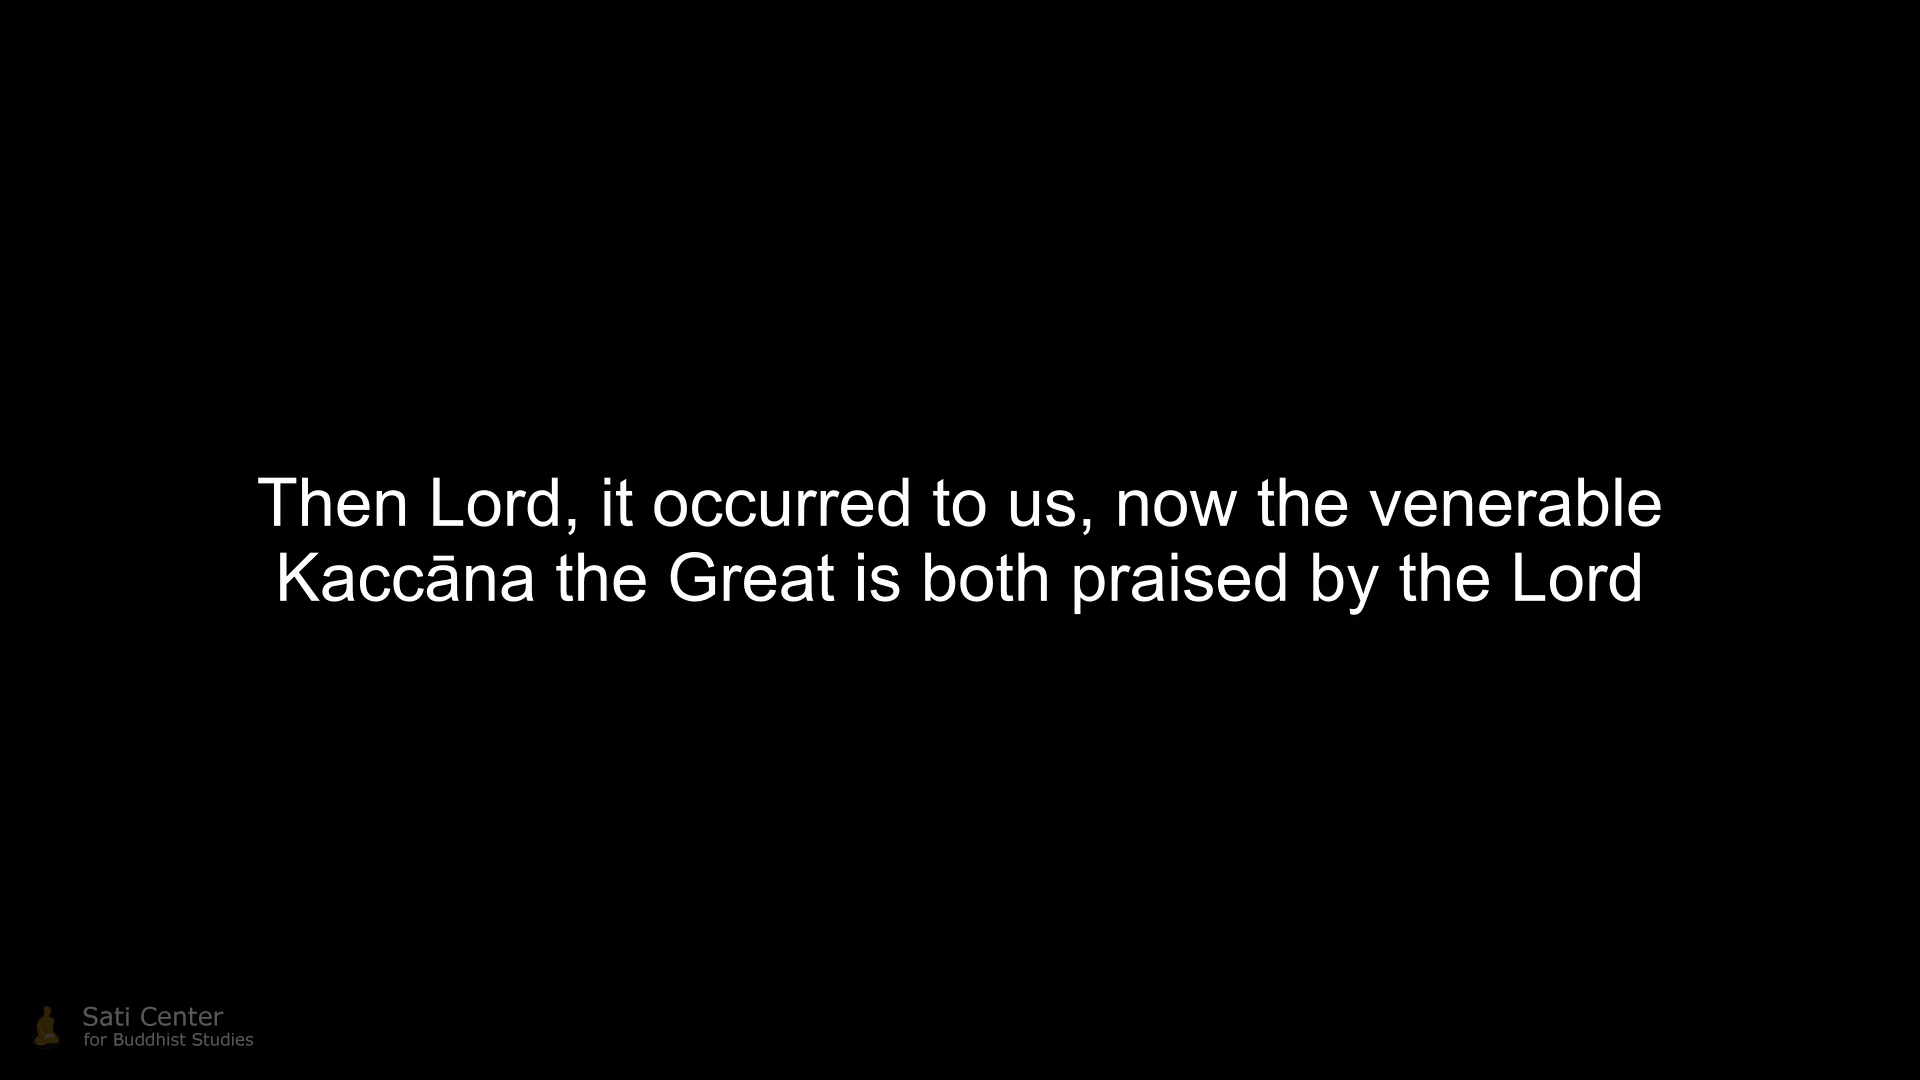 Then Lord, it occurred to us, now the venerable
Kaccāna the Great is both praised by the Lord
Sati Center
for Buddhist Studies